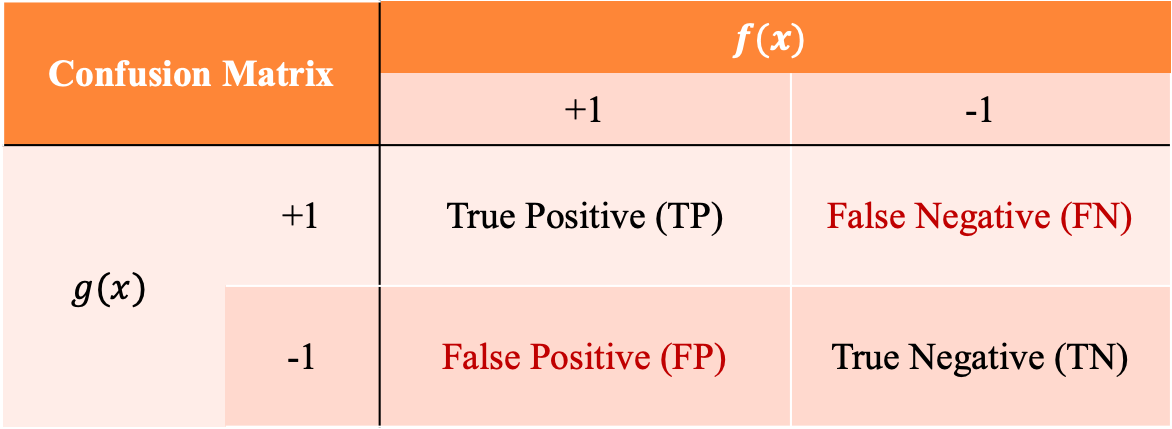 Confusion Matrix
f(x)
+1
-1
g(x)
+1
True Positive (TP)
False Negative (FN)
-1
False Positive (FP)
True Negative (TN)